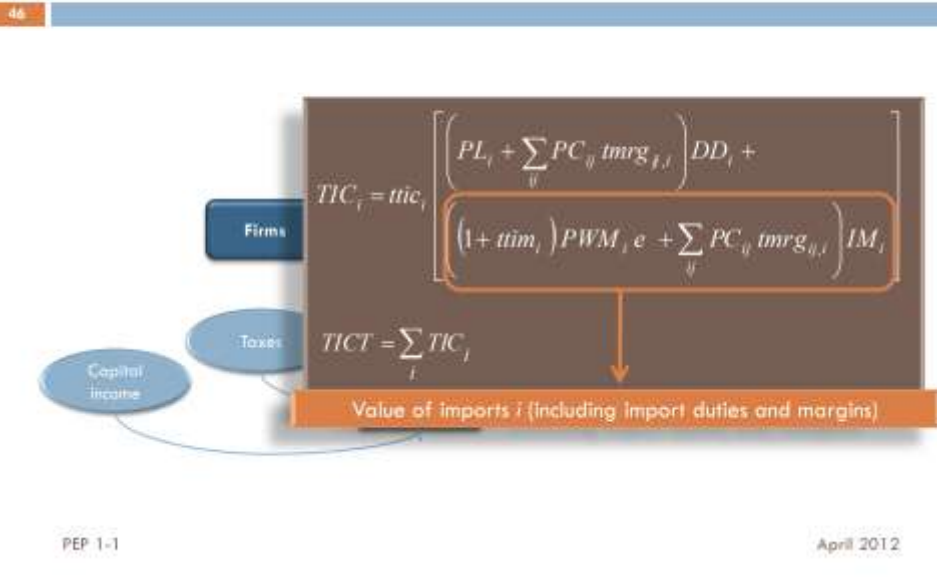 46
TIC_i = ttic_i [ ( PL_i + ∑_ij PC_ij tmrg_ij,i ) DD_i +
( (1 + ttim_i ) PWM_i e + ∑_ij PC_ij tmrg_ij,i ) IM_i ]
Firms
Taxes
TICT = ∑_i TIC_i
Capital
income
Value of imports i (including import duties and margins)
PEP 1-1
April 2012